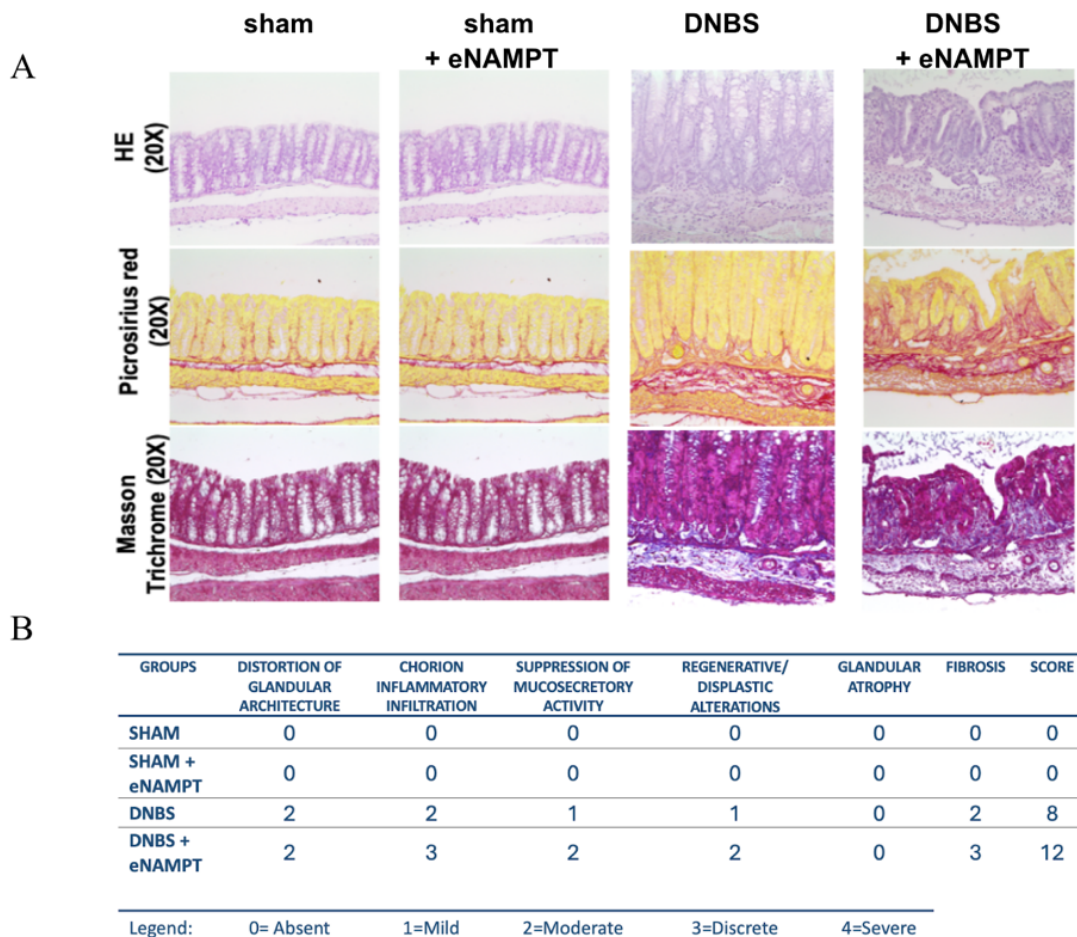 sham
sham
+ eNAMPT
DNBS
DNBS
+ eNAMPT
A
HE
(20X)
Picrosirius red
(20X)
Masson
Trichrome (20X)
B
GROUPS DISTORTION OF GLANDULAR ARCHITECTURE CHORION INFLAMMATORY INFILTRATION SUPPRESSION OF MUCOSECRETORY ACTIVITY REGENERATIVE/ DISPLASTIC ALTERATIONS GLANDULAR ATROPHY FIBROSIS SCORE
SHAM 0 0 0 0 0 0 0
SHAM + eNAMPT 0 0 0 0 0 0 0
DNBS 2 2 1 1 0 2 8
DNBS + eNAMPT 2 3 2 2 0 3 12
Legend: 0= Absent 1=Mild 2=Moderate 3=Discrete 4=Severe